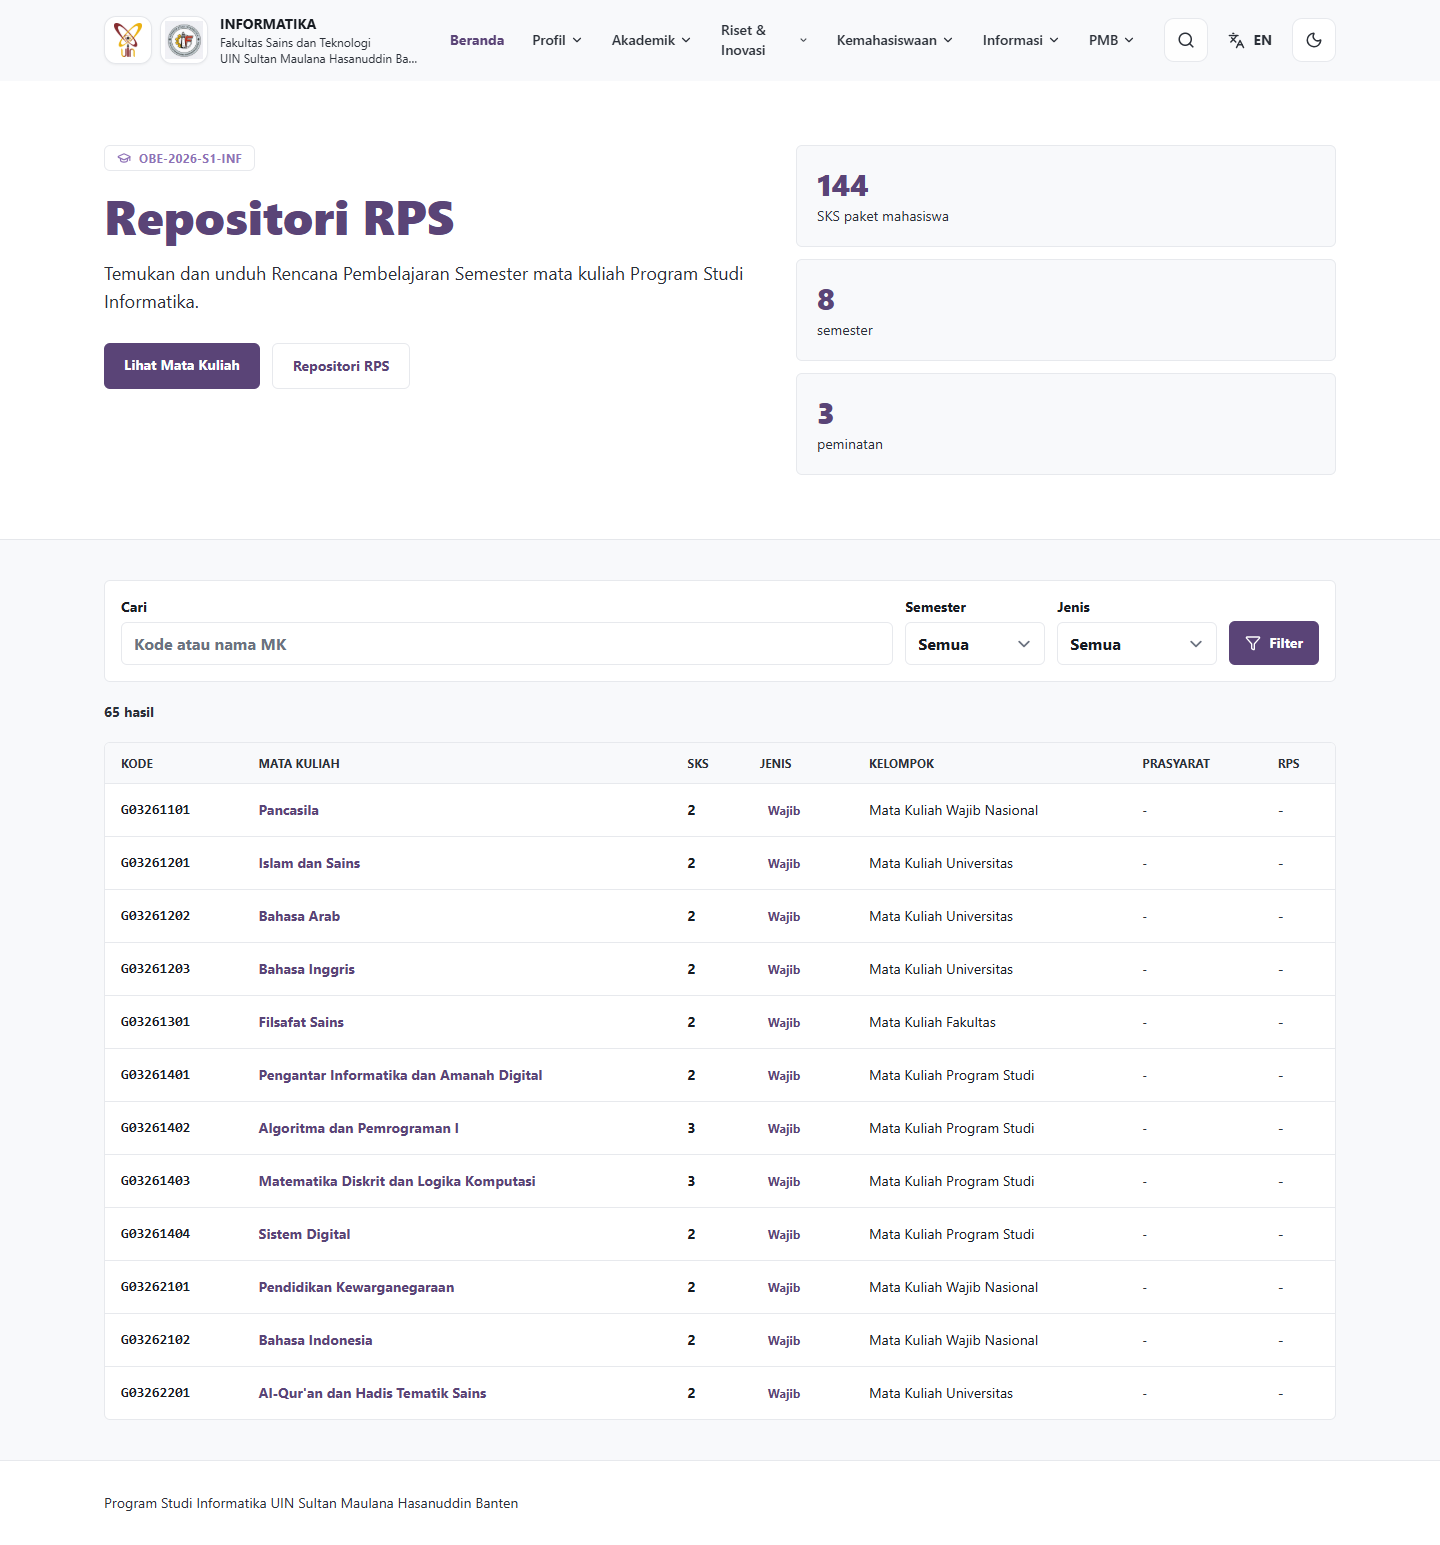 INFORMATIKA
Fakultas Sains dan Teknologi
UIN Sultan Maulana Hasanuddin Ba...
Beranda
Profil
Akademik
Riset &
Inovasi
Kemahasiswaan
Informasi
PMB
EN
OBE-2026-S1-INF
Repositori RPS
Temukan dan unduh Rencana Pembelajaran Semester mata kuliah Program Studi
Informatika.
Lihat Mata Kuliah
Repositori RPS
144
SKS paket mahasiswa
8
semester
3
peminatan
Cari
Kode atau nama MK
Semester
Semua
Jenis
Semua
Filter
65 hasil
KODE MATA KULIAH SKS JENIS KELOMPOK PRASYARAT RPS
G03261101 Pancasila 2 Wajib Mata Kuliah Wajib Nasional - -
G03261201 Islam dan Sains 2 Wajib Mata Kuliah Universitas - -
G03261202 Bahasa Arab 2 Wajib Mata Kuliah Universitas - -
G03261203 Bahasa Inggris 2 Wajib Mata Kuliah Universitas - -
G03261301 Filsafat Sains 2 Wajib Mata Kuliah Fakultas - -
G03261401 Pengantar Informatika dan Amanah Digital 2 Wajib Mata Kuliah Program Studi - -
G03261402 Algoritma dan Pemrograman I 3 Wajib Mata Kuliah Program Studi - -
G03261403 Matematika Diskrit dan Logika Komputasi 3 Wajib Mata Kuliah Program Studi - -
G03261404 Sistem Digital 2 Wajib Mata Kuliah Program Studi - -
G03262101 Pendidikan Kewarganegaraan 2 Wajib Mata Kuliah Wajib Nasional - -
G03262102 Bahasa Indonesia 2 Wajib Mata Kuliah Wajib Nasional - -
G03262201 Al-Qur'an dan Hadis Tematik Sains 2 Wajib Mata Kuliah Universitas - -
Program Studi Informatika UIN Sultan Maulana Hasanuddin Banten